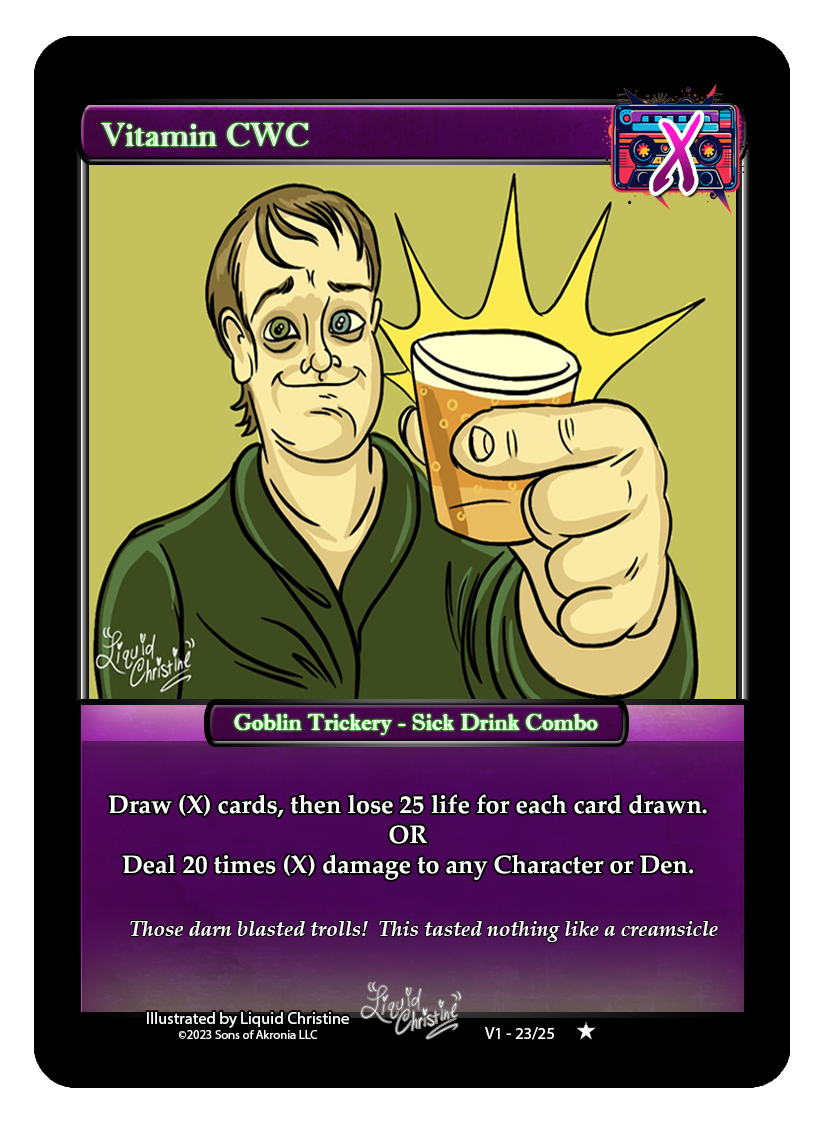 Vitamin CWC
X
"Liquid
Christine"
Goblin Trickery - Sick Drink Combo
Draw (X) cards, then lose 25 life for each card drawn.
OR
Deal 20 times (X) damage to any Character or Den.
Those darn blasted trolls!  This tasted nothing like a creamsicle
Illustrated by Liquid Christine
©2023 Sons of Akronia LLC
"Liquid
Christine"
V1 - 23/25